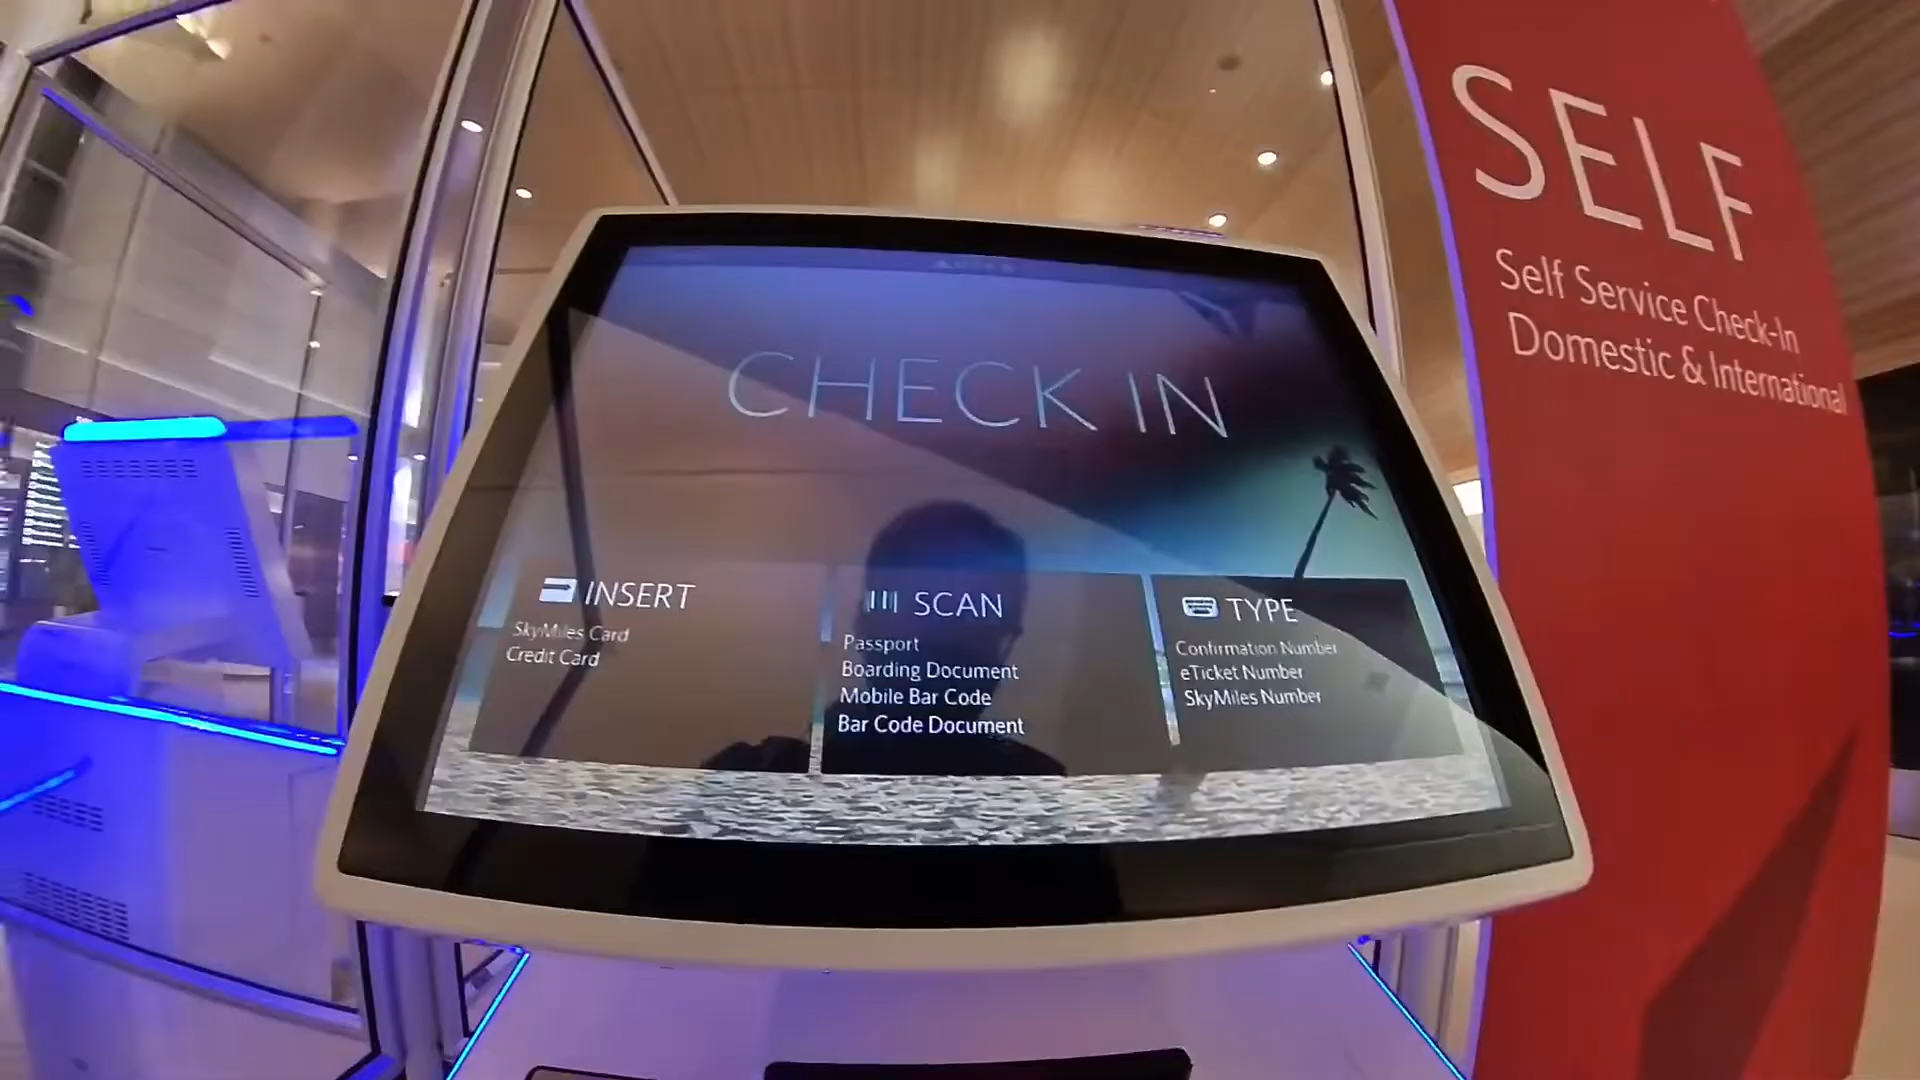 SELF
Self Service Check-In
Domestic & International
CHECK IN
INSERT
SkyMiles Card
Credit Card
SCAN
Passport
Boarding Document
Mobile Bar Code
Bar Code Document
TYPE
Confirmation Number
eTicket Number
SkyMiles Number